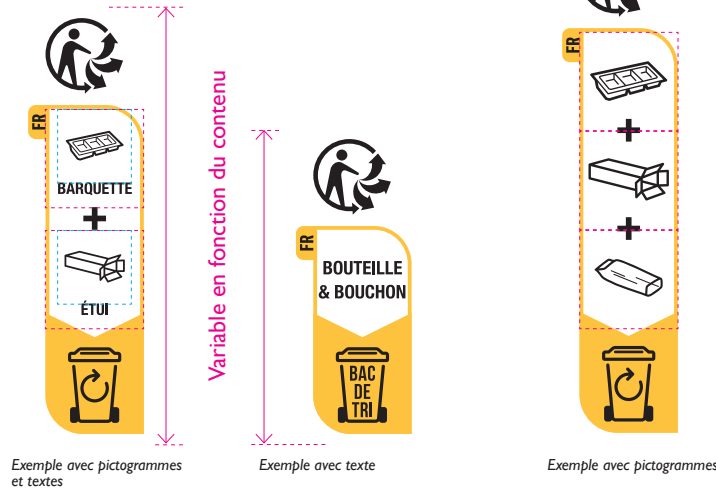 FR
BARQUETTE
+
ÉTUI
Exemple avec pictogrammes
et textes
Variable en fonction du contenu
FR
BOUTEILLE
& BOUCHON
BAC
DE
TRI
Exemple avec texte
FR
+
+
Exemple avec pictogrammes